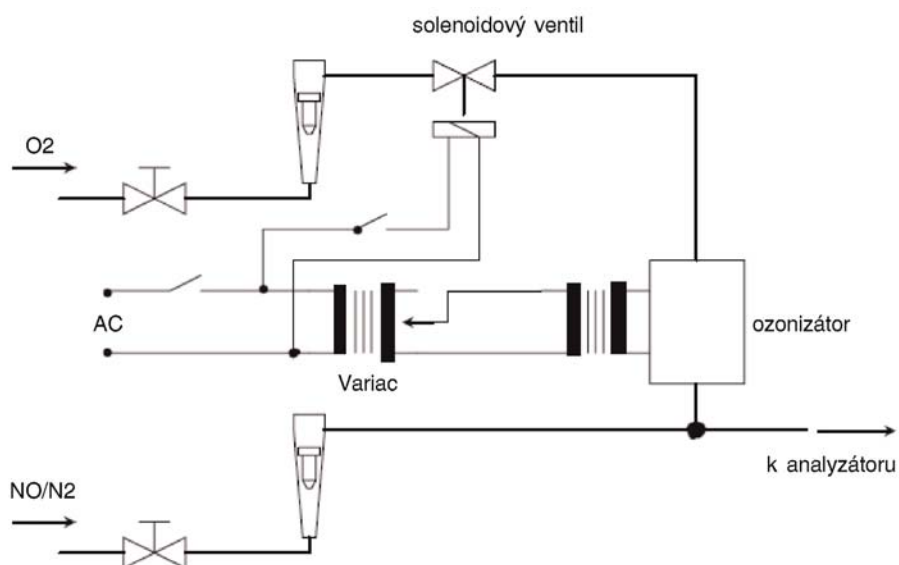 solenoidový ventil
O2
AC
ozonizátor
Variac
k analyzátoru
NO/N2